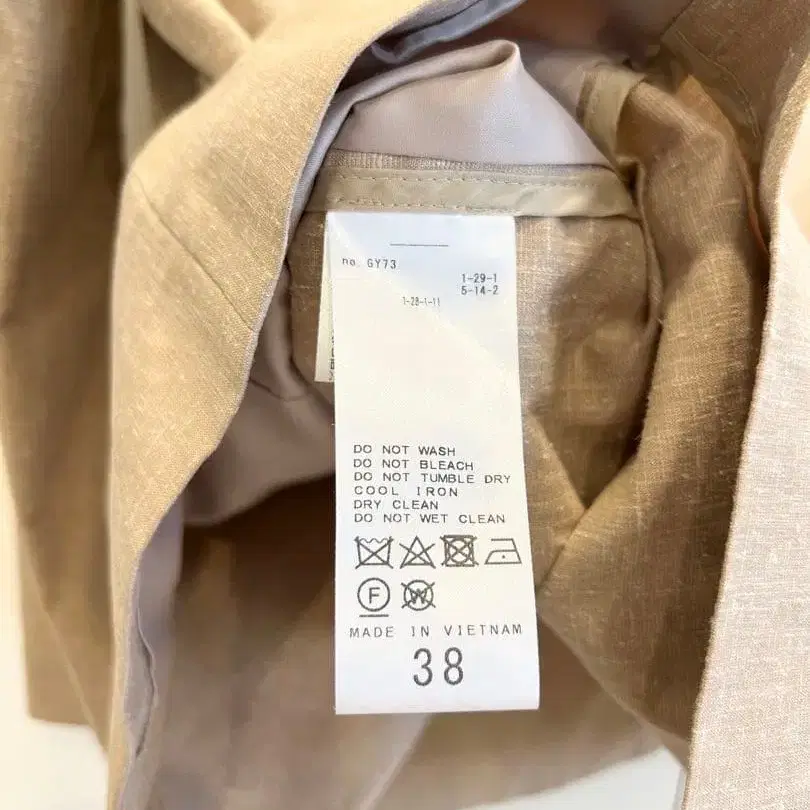 no. GY73
1-29-1
5-14-2
1-28-1-11
DO NOT WASH
DO NOT BLEACH
DO NOT TUMBLE DRY
COOL IRON
DRY CLEAN
DO NOT WET CLEAN
F W
MADE IN VIETNAM
38